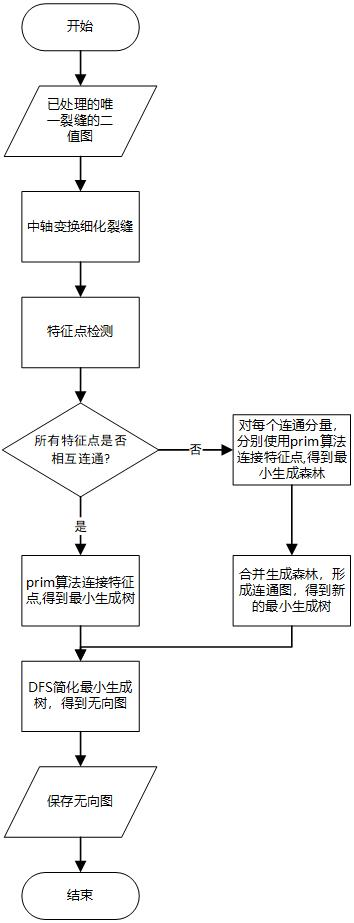 开始
已处理的唯
一裂缝的二
值图
中轴变换细化裂缝
特征点检测
所有特征点是否
相互连通？
否
对每个连通分量，
分别使用prim算法
连接特征点,得到最
小生成森林
是
prim算法连接特征
点,得到最小生成树
合并生成森林，形
成连通图，得到新
的最小生成树
DFS简化最小生成
树，得到无向图
保存无向图
结束